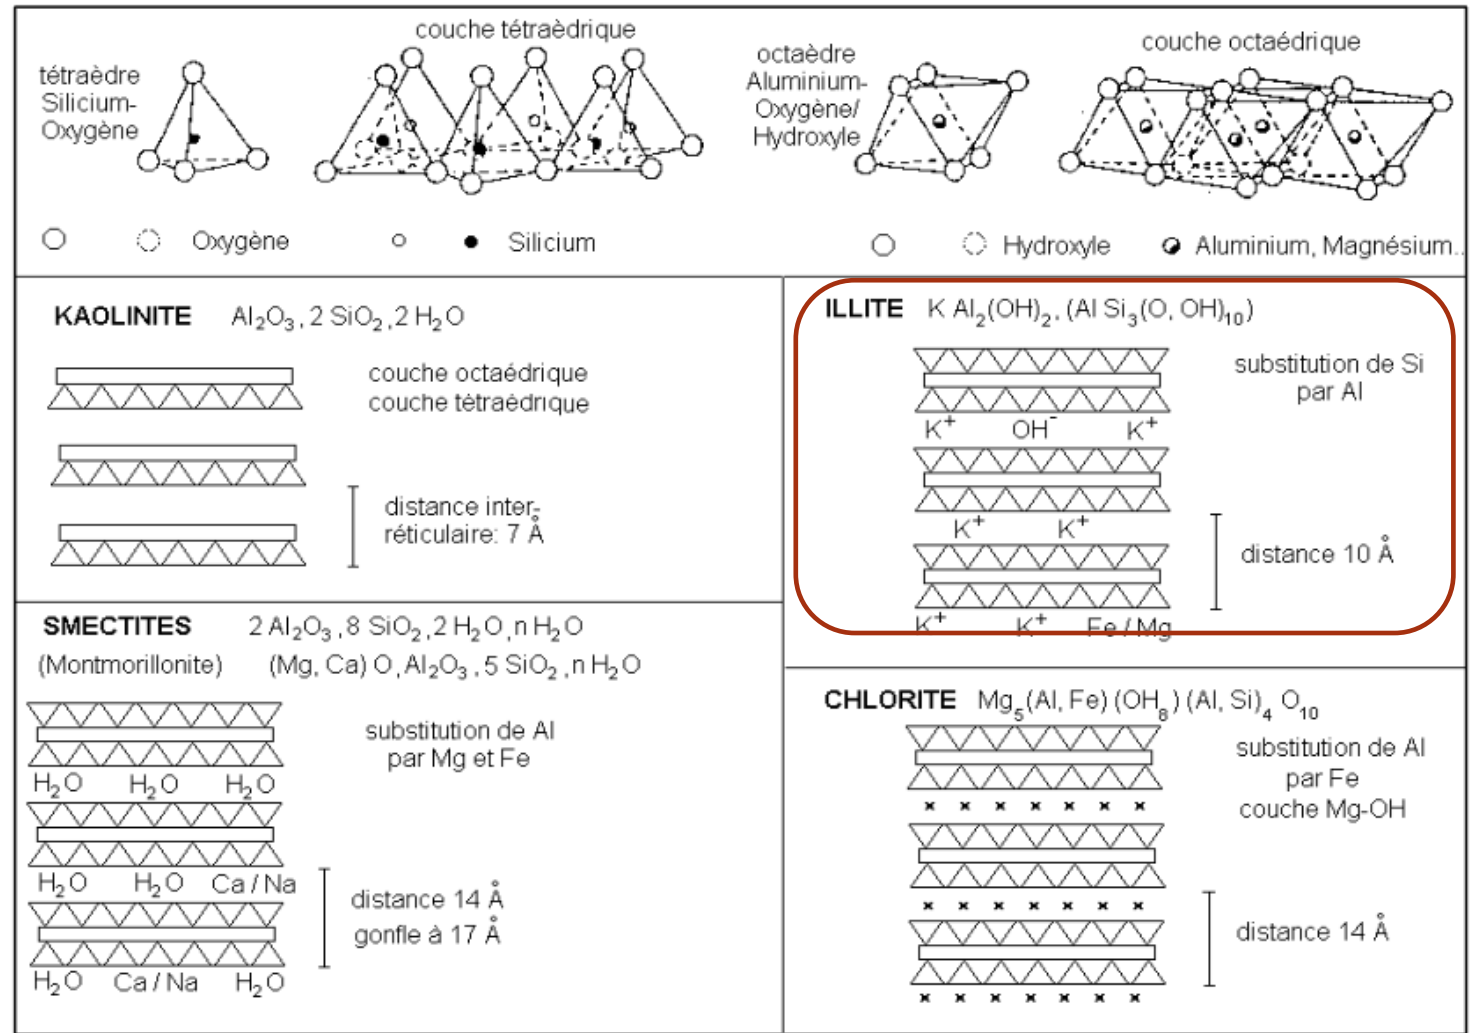 couche tétraèdrique
tétraèdre
Silicium-
Oxygène
Oxygène
Silicium
octaèdre
Aluminium-
Oxygène/
Hydroxyle
couche octaédrique
Hydroxyle
Aluminium, Magnésium..
KAOLINITE Al₂O₃, 2 SiO₂, 2 H₂O
couche octaédrique
couche tètraèdrique
distance inter-
réticulaire: 7 Å
ILLITE K Al₂(OH)₂, (Al Si₃(O, OH)₁₀)
substitution de Si
par Al
K⁺ OH⁻ K⁺
K⁺ K⁺
distance 10 Å
K⁺ K⁺ Fe / Mg
SMECTITES 2 Al₂O₃, 8 SiO₂, 2 H₂O, n H₂O
(Montmorillonite) (Mg, Ca) O, Al₂O₃, 5 SiO₂, n H₂O
substitution de Al
par Mg et Fe
H₂O H₂O H₂O
H₂O H₂O Ca / Na
distance 14 Å
gonfle à 17 Å
H₂O Ca / Na H₂O
CHLORITE Mg₅(Al, Fe) (OH₈) (Al, Si)₄ O₁₀
substitution de Al
par Fe
couche Mg-OH
distance 14 Å